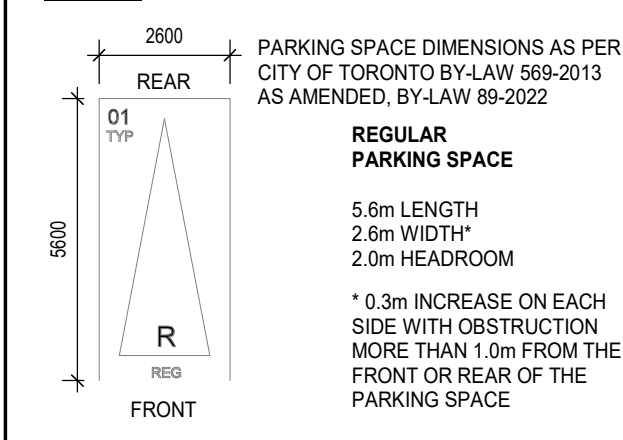 2600
PARKING SPACE DIMENSIONS AS PER
CITY OF TORONTO BY-LAW 569-2013
AS AMENDED, BY-LAW 89-2022
REAR
01
TYP
5600
R
REG
FRONT
REGULAR
PARKING SPACE
5.6m LENGTH
2.6m WIDTH*
2.0m HEADROOM
* 0.3m INCREASE ON EACH
SIDE WITH OBSTRUCTION
MORE THAN 1.0m FROM THE
FRONT OR REAR OF THE
PARKING SPACE